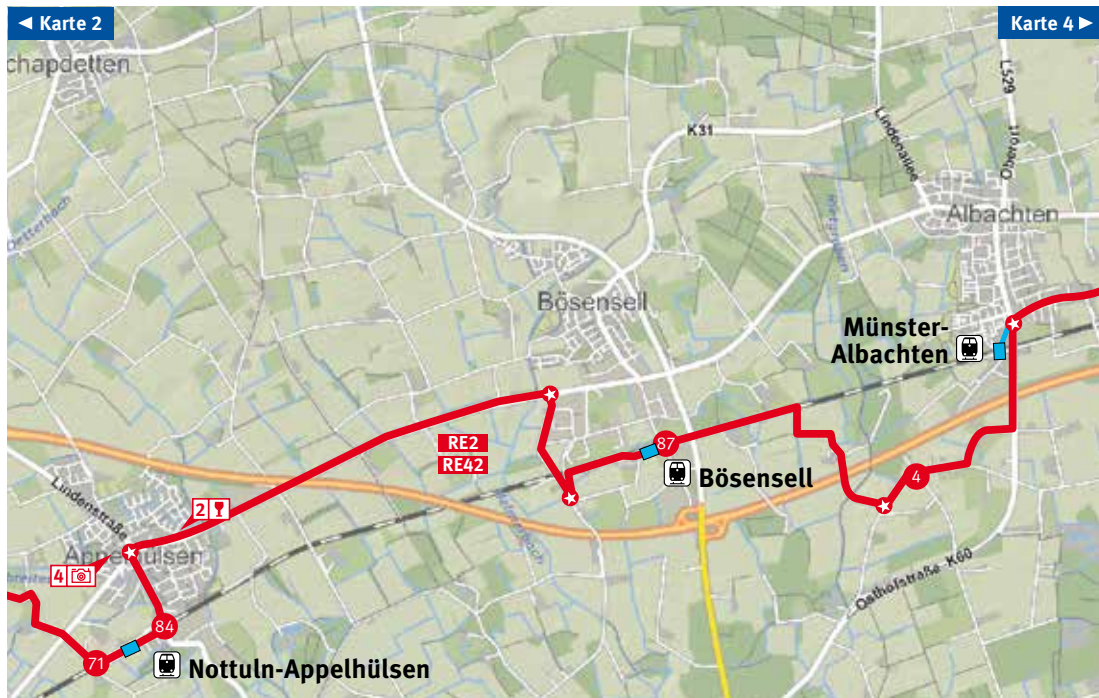 ◄ Karte 2
Karte 4 ►
chapdetten
L529
K31
Lindenallee
Oberort
Albachten
Bösensell
Münster-
Albachten
RE2
RE42
87
Bösensell
4
Lindenstraße
2
Appelhülsen
4
Osthofstraße K60
84
71
Nottuln-Appelhülsen